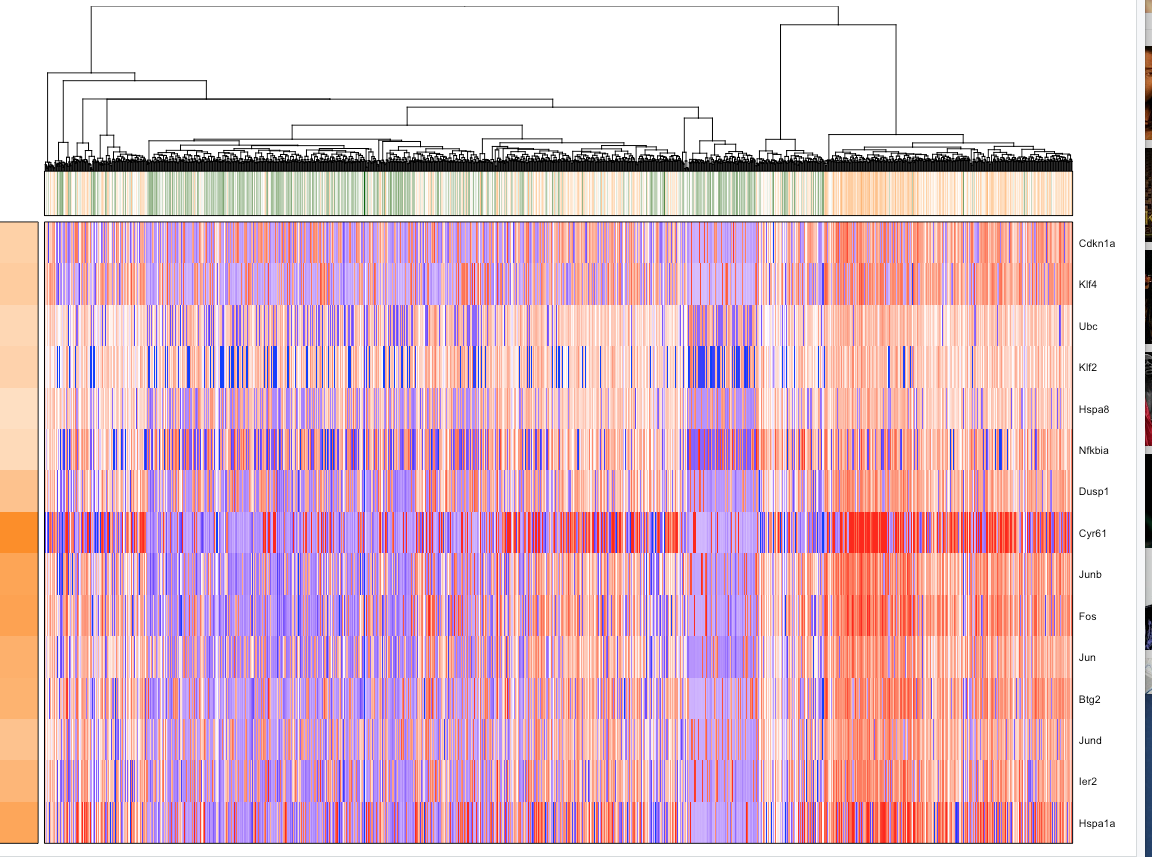 Cdkn1a
Klf4
Ubc
Klf2
Hspa8
Nfkbia
Dusp1
Cyr61
Junb
Fos
Jun
Btg2
Jund
Ier2
Hspa1a